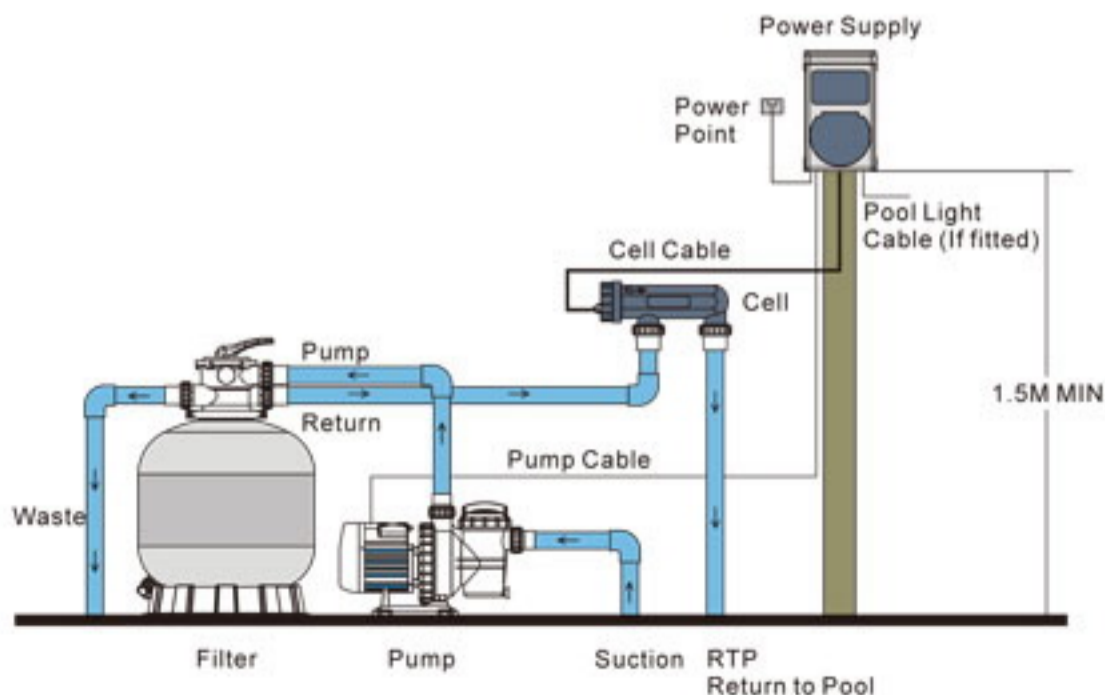 Power Supply
Power
Point
Pool Light
Cable (If fitted)
Cell Cable
Cell
Pump
Return
1.5M MIN
Pump Cable
Waste
Filter
Pump
Suction
RTP
Return to Pool